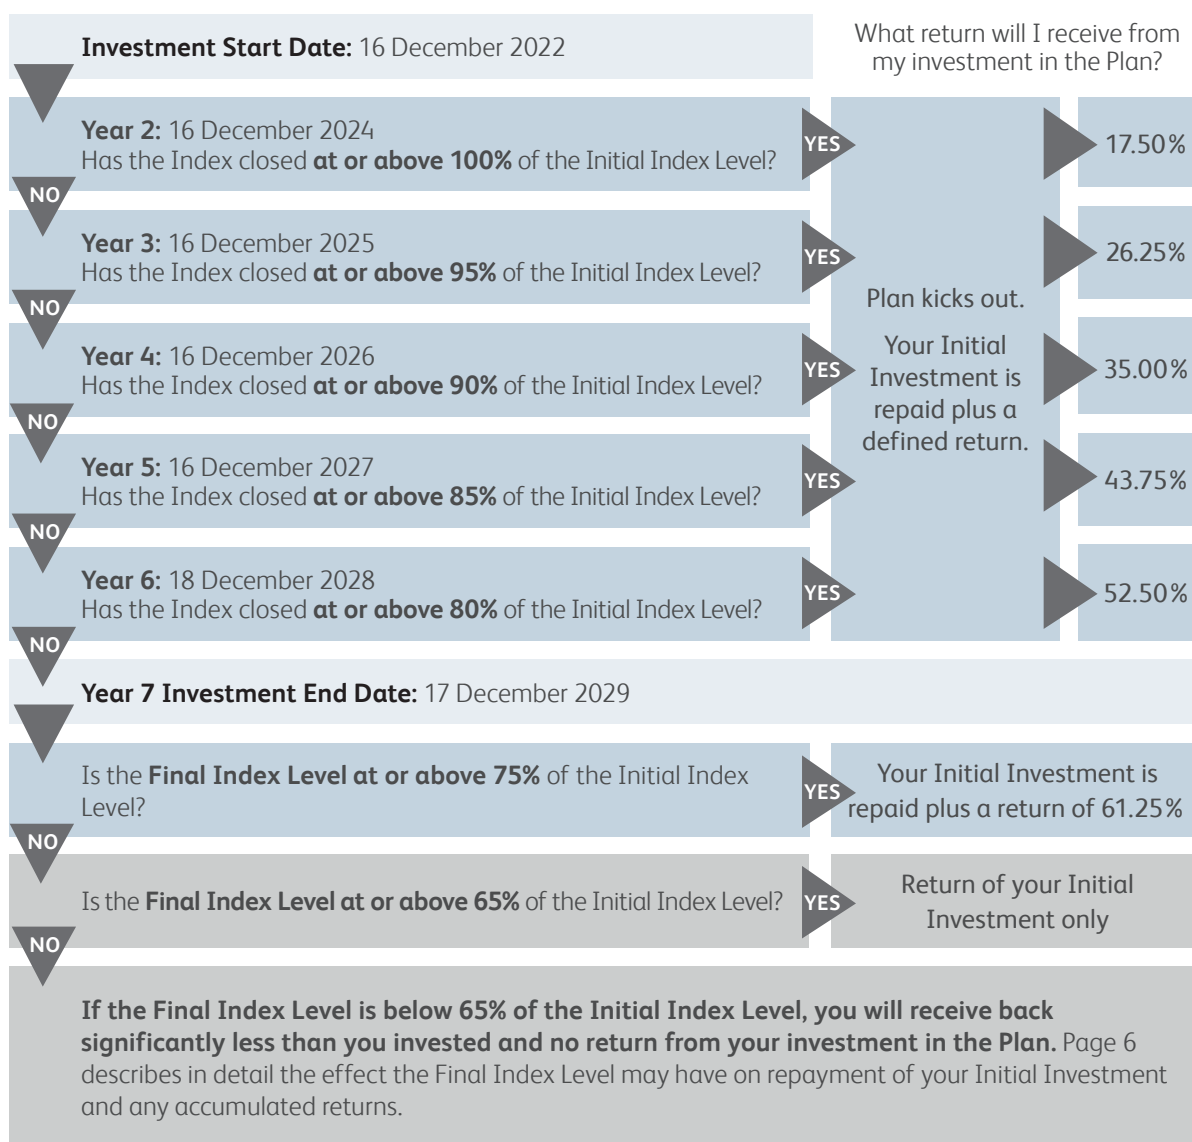 Investment Start Date: 16 December 2022
What return will I receive from
my investment in the Plan?
Year 2: 16 December 2024
Has the Index closed at or above 100% of the Initial Index Level?
YES
17.50%
NO
Year 3: 16 December 2025
Has the Index closed at or above 95% of the Initial Index Level?
YES
26.25%
NO
Plan kicks out.
Your Initial
Investment is
repaid plus a
defined return.
Year 4: 16 December 2026
Has the Index closed at or above 90% of the Initial Index Level?
YES
35.00%
NO
Year 5: 16 December 2027
Has the Index closed at or above 85% of the Initial Index Level?
YES
43.75%
NO
Year 6: 18 December 2028
Has the Index closed at or above 80% of the Initial Index Level?
YES
52.50%
NO
Year 7 Investment End Date: 17 December 2029
Is the Final Index Level at or above 75% of the Initial Index
Level?
YES
Your Initial Investment is
repaid plus a return of 61.25%
NO
Is the Final Index Level at or above 65% of the Initial Index Level?
YES
Return of your Initial
Investment only
NO
If the Final Index Level is below 65% of the Initial Index Level, you will receive back
significantly less than you invested and no return from your investment in the Plan. Page 6
describes in detail the effect the Final Index Level may have on repayment of your Initial Investment
and any accumulated returns.